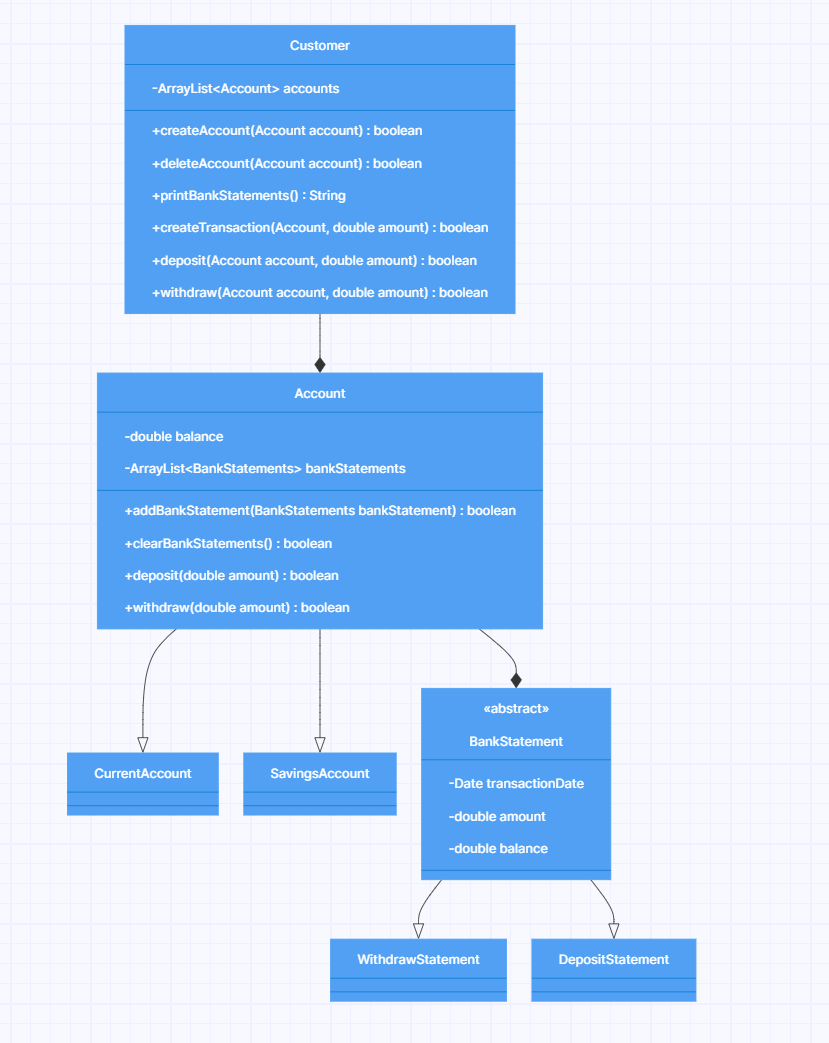 Customer
-ArrayList<Account> accounts
+createAccount(Account account) : boolean
+deleteAccount(Account account) : boolean
+printBankStatements() : String
+createTransaction(Account, double amount) : boolean
+deposit(Account account, double amount) : boolean
+withdraw(Account account, double amount) : boolean
Account
-double balance
-ArrayList<BankStatements> bankStatements
+addBankStatement(BankStatements bankStatement) : boolean
+clearBankStatements() : boolean
+deposit(double amount) : boolean
+withdraw(double amount) : boolean
CurrentAccount
SavingsAccount
«abstract»
BankStatement
-Date transactionDate
-double amount
-double balance
WithdrawStatement
DepositStatement